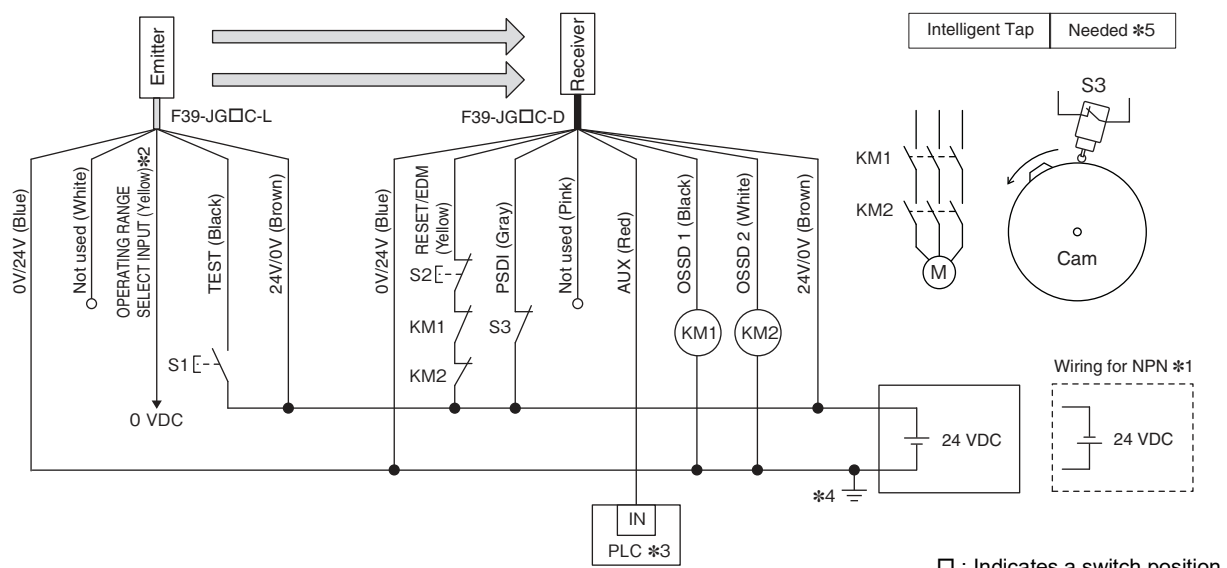 Emitter
Receiver
Intelligent Tap
Needed ✻5
F39-JG□C-L
F39-JG□C-D
S3
0V/24V (Blue)
Not used (White)
OPERATING RANGE
SELECT INPUT (Yellow)✻2
TEST (Black)
24V/0V (Brown)
0V/24V (Blue)
RESET/EDM
(Yellow)
PSDI (Gray)
Not used (Pink)
AUX (Red)
OSSD 1 (Black)
OSSD 2 (White)
24V/0V (Brown)
KM1
KM2
M
Cam
S2
KM1
S3
KM1
KM2
S1
KM2
0 VDC
Wiring for NPN ✻1
24 VDC
24 VDC
✻4
IN
PLC ✻3
□ : Indicates a switch position